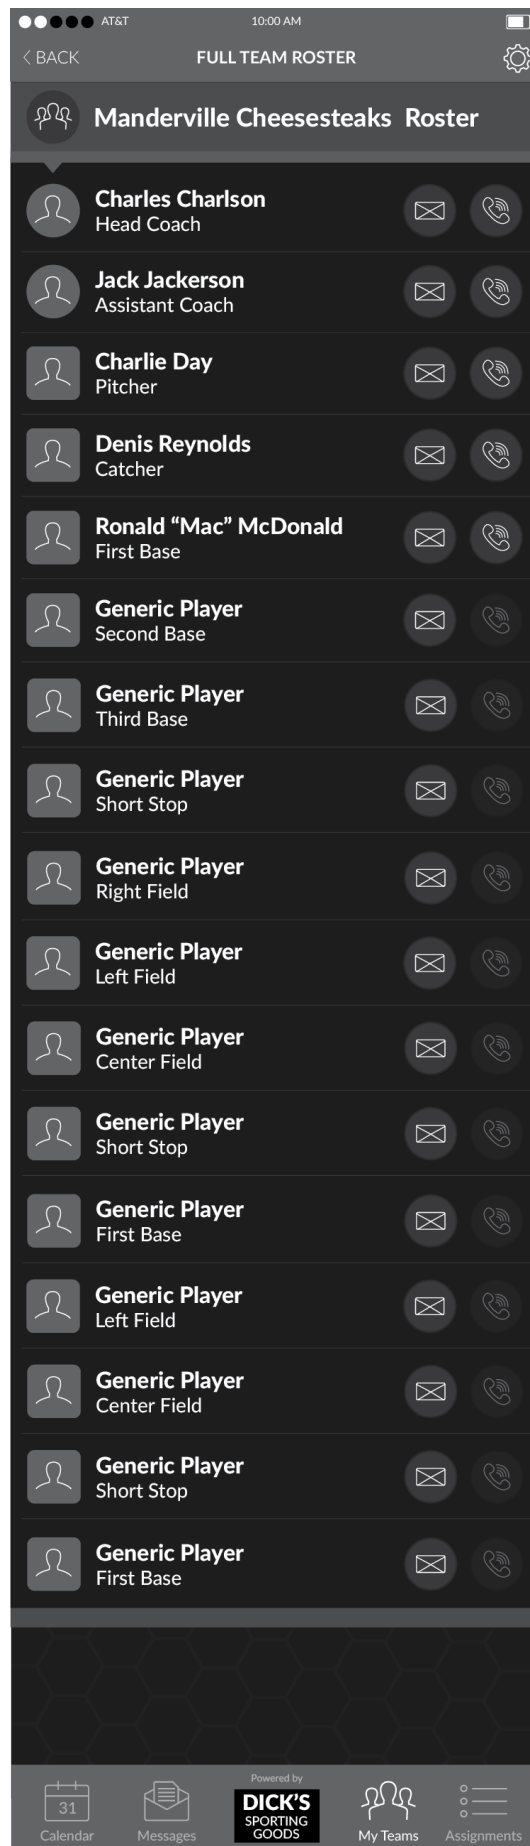 AT&T 10:00 AM
< BACK FULL TEAM ROSTER
Manderville Cheesesteaks Roster
Charles Charlson
Head Coach
Jack Jackerson
Assistant Coach
Charlie Day
Pitcher
Denis Reynolds
Catcher
Ronald “Mac” McDonald
First Base
Generic Player
Second Base
Generic Player
Third Base
Generic Player
Short Stop
Generic Player
Right Field
Generic Player
Left Field
Generic Player
Center Field
Generic Player
Short Stop
Generic Player
First Base
Generic Player
Left Field
Generic Player
Center Field
Generic Player
Short Stop
Generic Player
First Base
31
Calendar
Messages
Powered by
DICK'S
SPORTING
GOODS
My Teams
Assignments